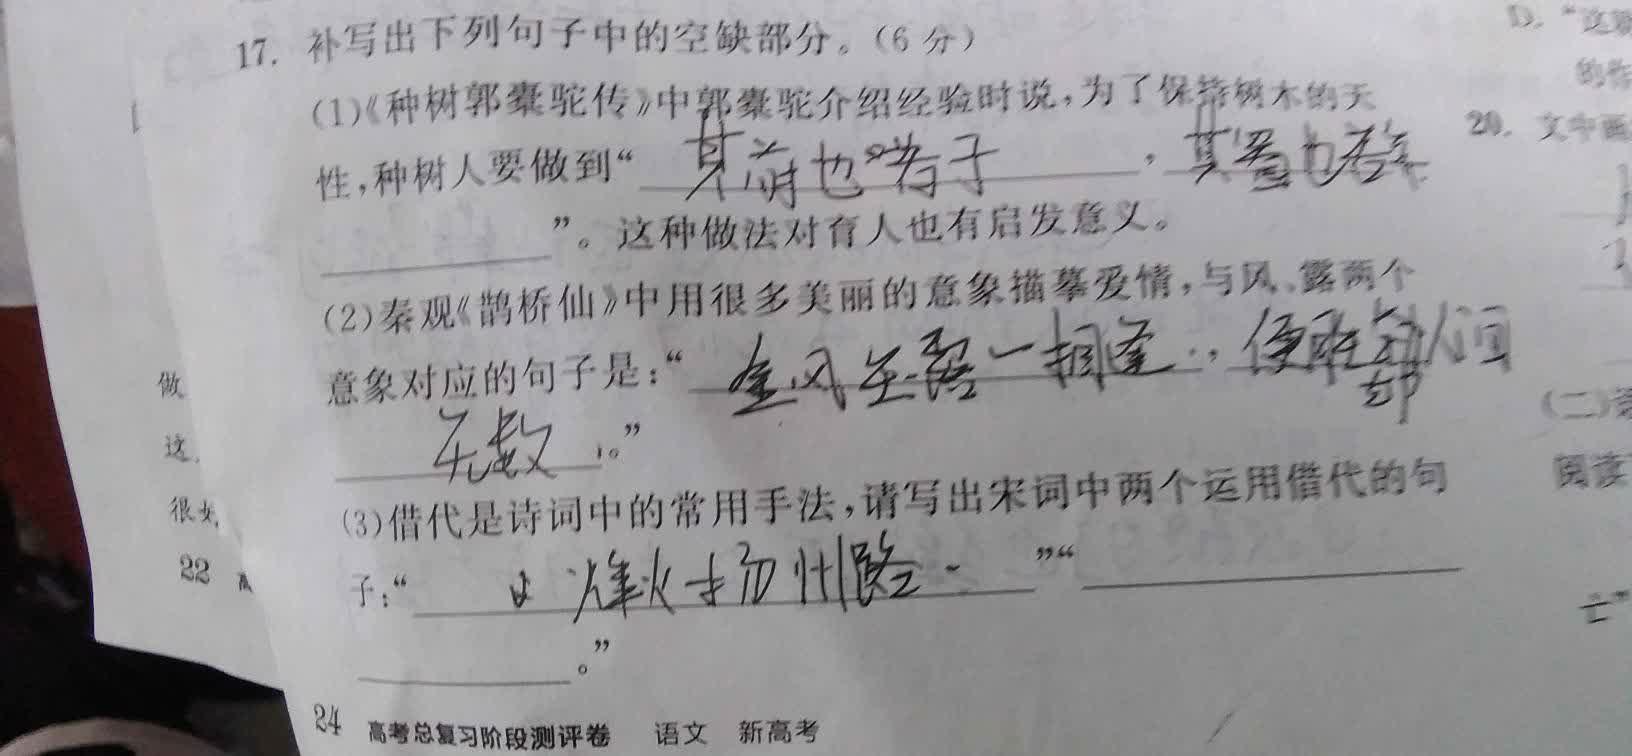 17. 补写出下列句子中的空缺部分。(6分)
(1)《种树郭橐驼传》中郭橐驼介绍经验时说,为了保持树木的天
性,种树人要做到“其莳也若子,其置也若弃
”。这种做法对育人也有启发意义。
(2)秦观《鹊桥仙》中用很多美丽的意象描摹爱情,与风、露两个
意象对应的句子是:“金风玉露一相逢,便胜却人间
无数。”
(3)借代是诗词中的常用手法,请写出宋词中两个运用借代的句
子:“烽火扬州路”“
。”
24 高考总复习阶段测评卷 语文 新高考
做
这
很
22
D. “这
的
20. 文中画
(二)
阅读
亡”